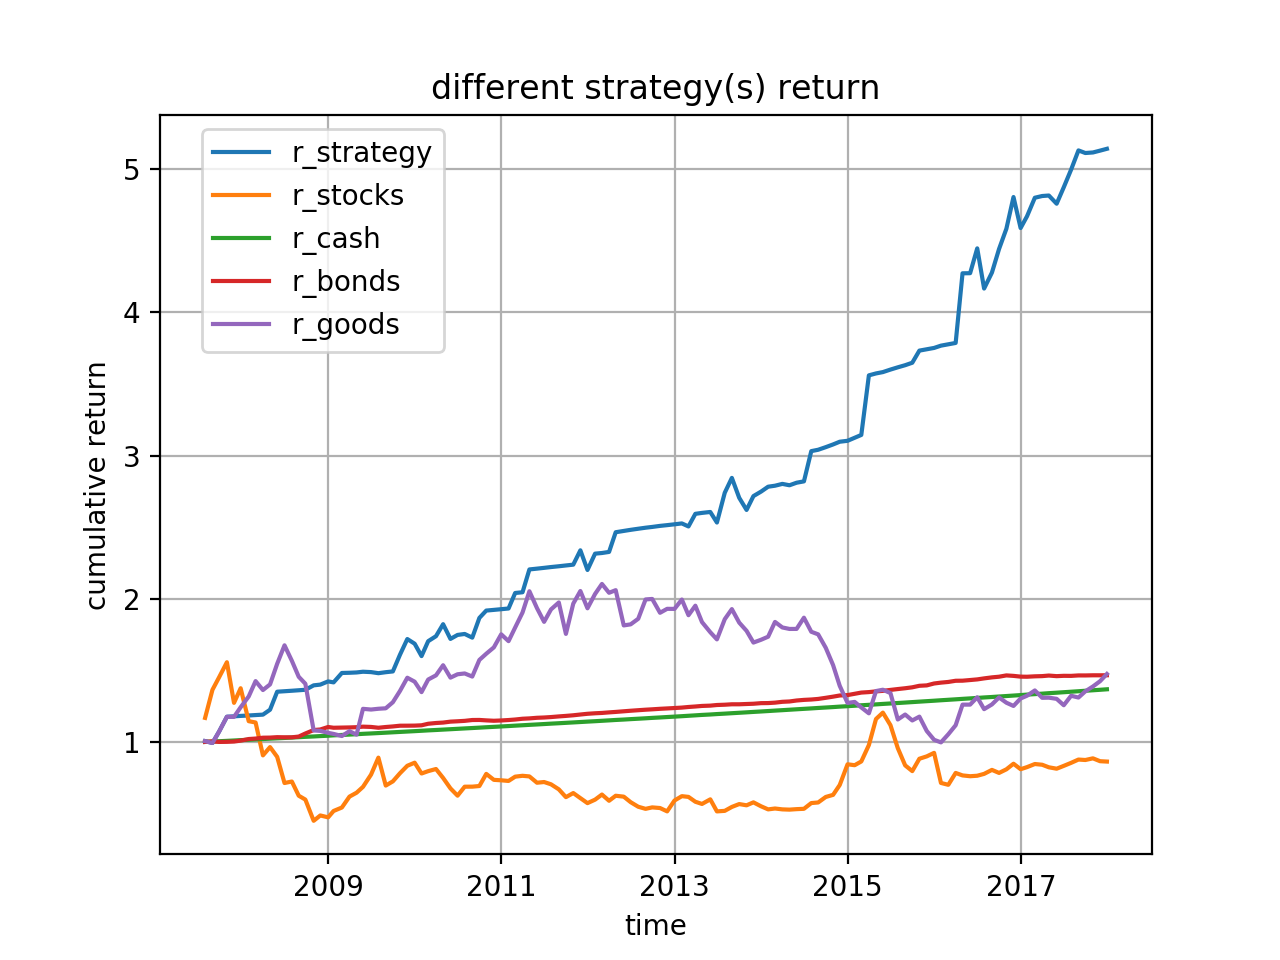 different strategy(s) return
r_strategy
r_stocks
r_cash
r_bonds
r_goods
5
4
3
2
1
cumulative return
2009 2011 2013 2015 2017
time